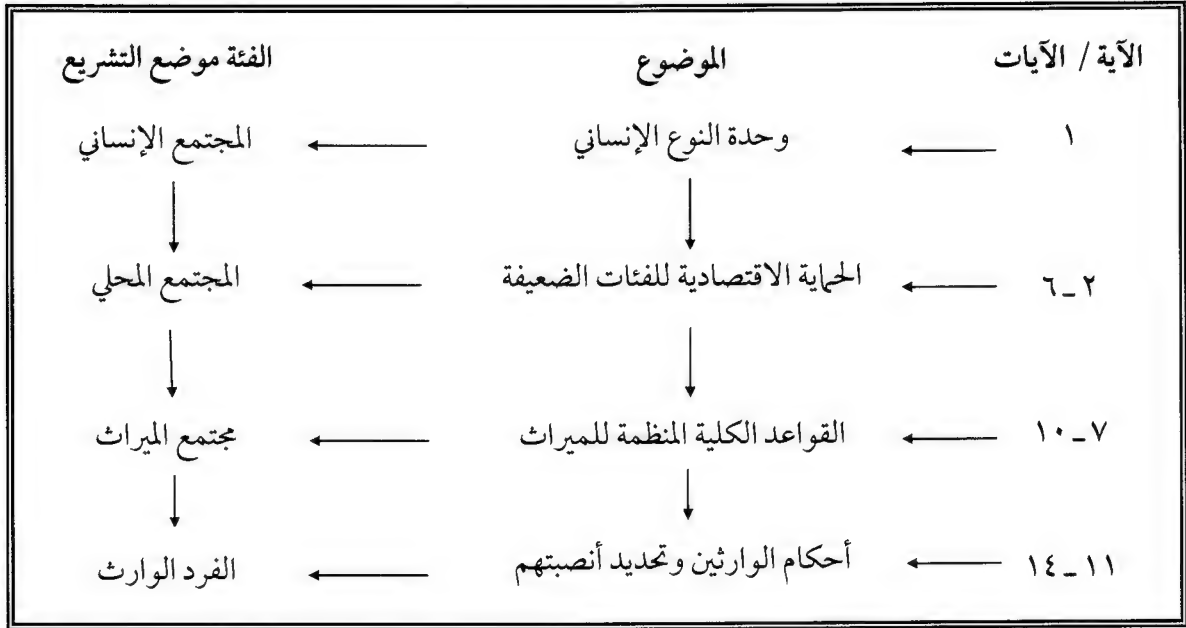 الآية / الآيات الموضوع الفئة موضع التشريع
١ وحدة النوع الإنساني المجتمع الإنساني
٢ – ٦ الحماية الاقتصادية للفئات الضعيفة المجتمع المحلي
٧ – ١٠ القواعد الكلية المنظمة للميراث مجتمع الميراث
١١ – ١٤ أحكام الوارثين وتحديد أنصبتهم الفرد الوارث